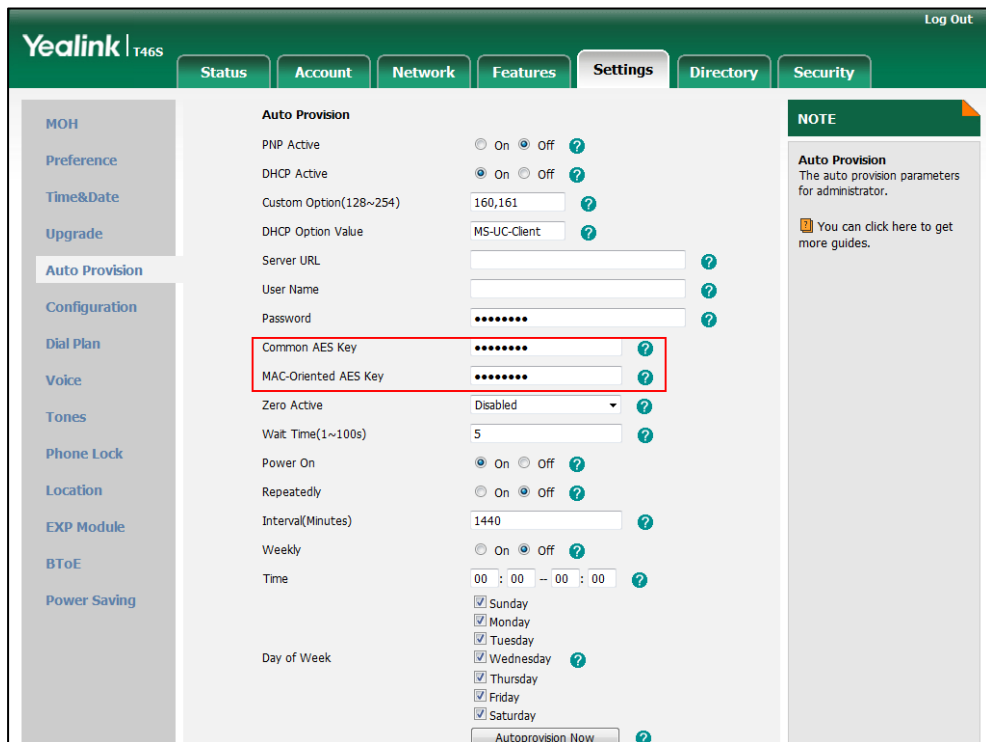 Log Out
Yealink | T46S
Status Account Network Features Settings Directory Security
MOH
Preference
Time&Date
Upgrade
Auto Provision
Configuration
Dial Plan
Voice
Tones
Phone Lock
Location
EXP Module
BToE
Power Saving
Auto Provision
PNP Active On Off ?
DHCP Active On Off ?
Custom Option(128~254) 160,161 ?
DHCP Option Value MS-UC-Client ?
Server URL ?
User Name ?
Password •••••••• ?
Common AES Key •••••••• ?
MAC-Oriented AES Key •••••••• ?
Zero Active Disabled ?
Wait Time(1~100s) 5 ?
Power On On Off ?
Repeatedly On Off ?
Interval(Minutes) 1440 ?
Weekly On Off ?
Time 00 : 00 -- 00 : 00 ?
Sunday
Monday
Tuesday
Day of Week Wednesday ?
Thursday
Friday
Saturday
Autoprovision Now ?
NOTE
Auto Provision
The auto provision parameters
for administrator.
? You can click here to get
more guides.